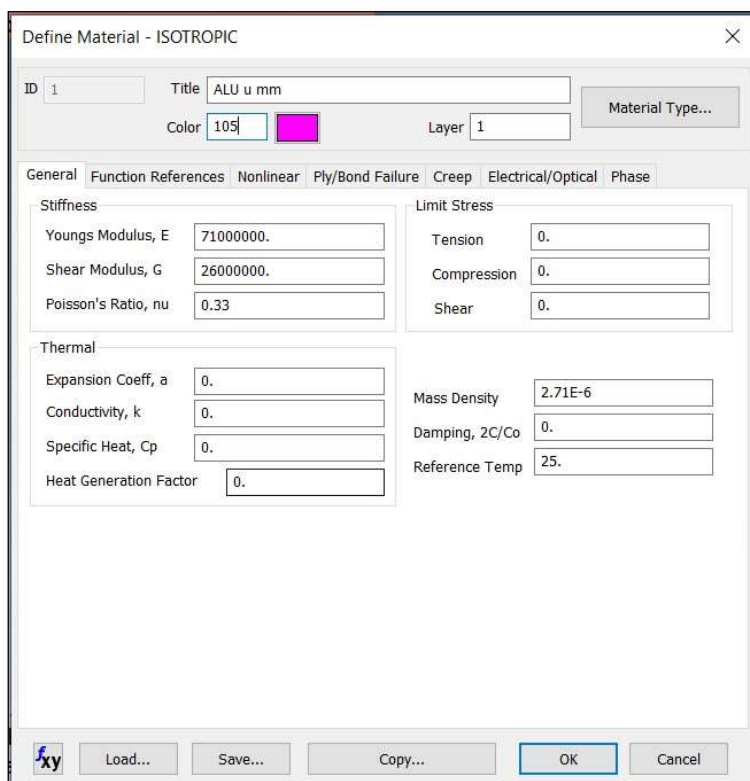 Define Material - ISOTROPIC
ID 1 Title ALU u mm
Material Type...
Color 105 Layer 1
General Function References Nonlinear Ply/Bond Failure Creep Electrical/Optical Phase
Stiffness
Youngs Modulus, E 71000000.
Shear Modulus, G 26000000.
Poisson's Ratio, nu 0.33
Limit Stress
Tension 0.
Compression 0.
Shear 0.
Thermal
Expansion Coeff, a 0.
Conductivity, k 0.
Specific Heat, Cp 0.
Heat Generation Factor 0.
Mass Density 2.71E-6
Damping, 2C/Co 0.
Reference Temp 25.
fxy Load... Save... Copy... OK Cancel